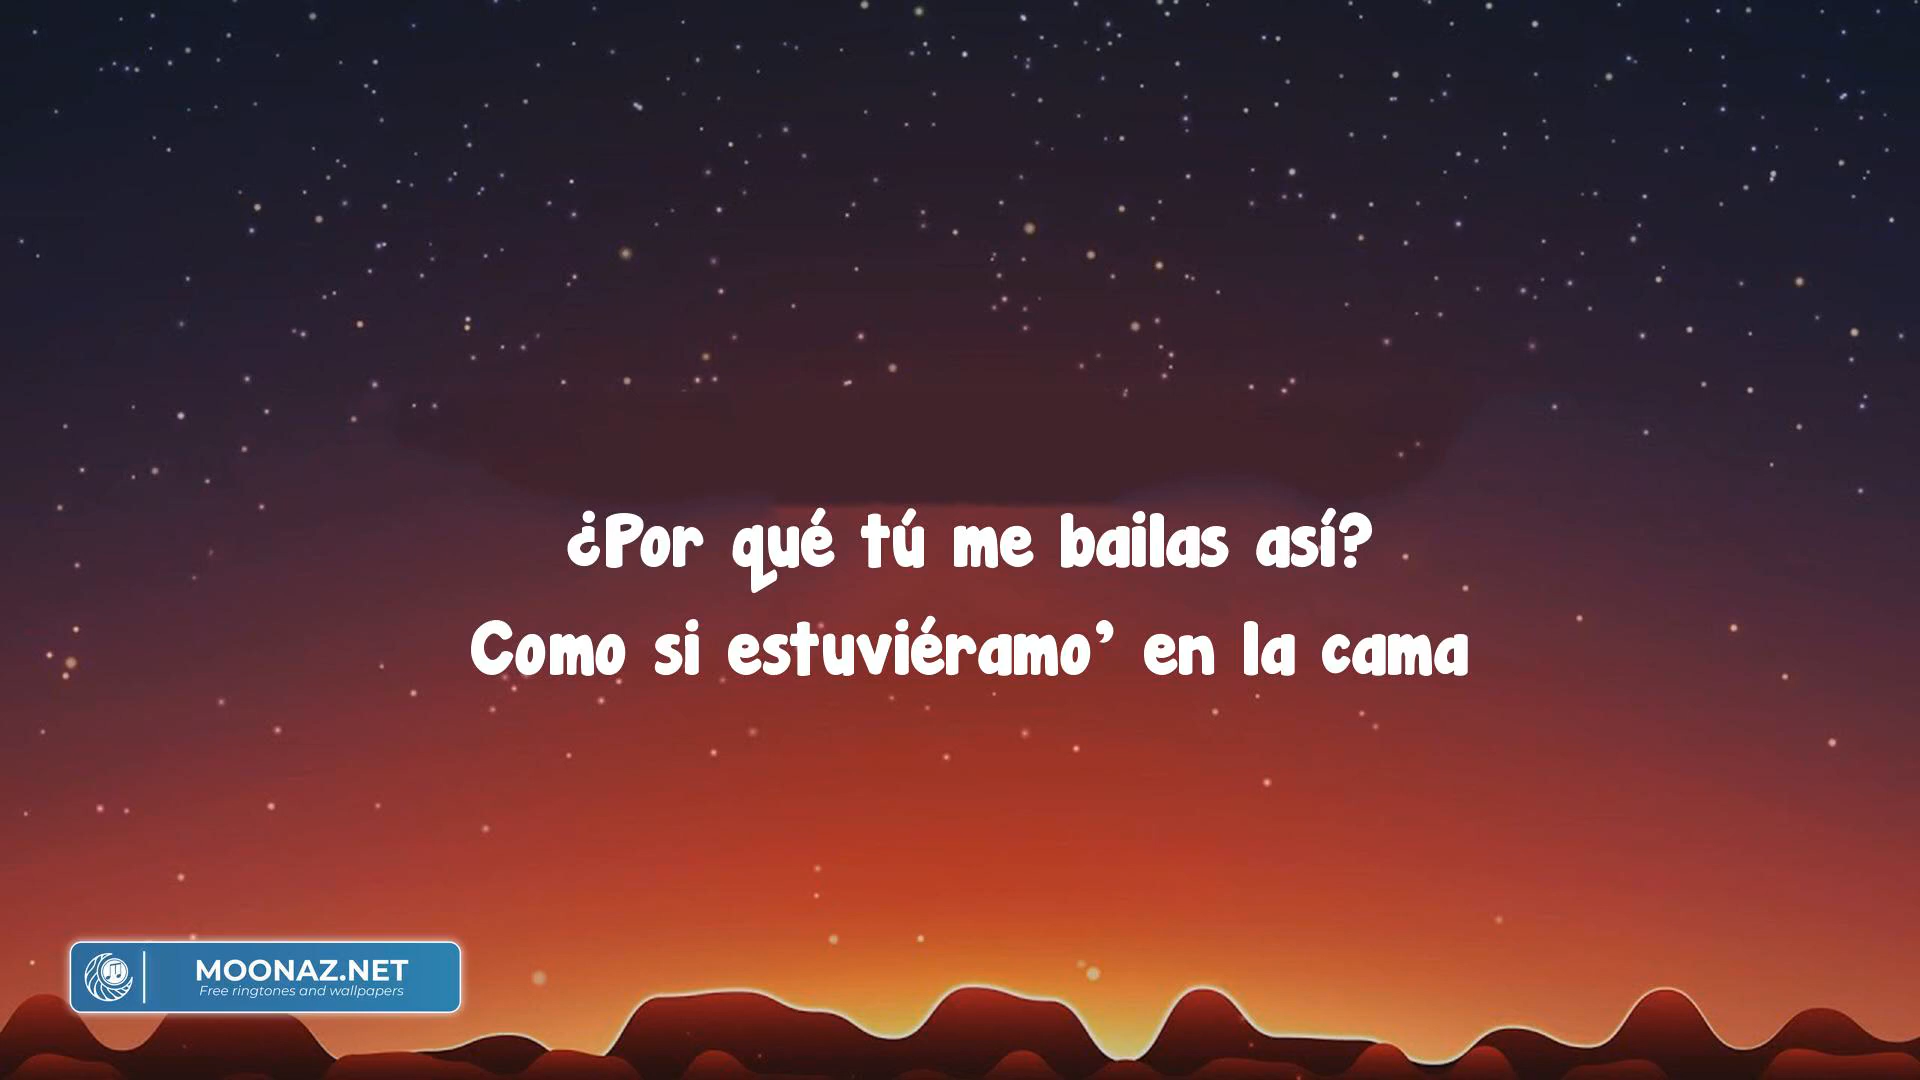 ¿Por qué tú me bailas así?
Como si estuviéramo’ en la cama
MOONAZ.NET
Free ringtones and wallpapers